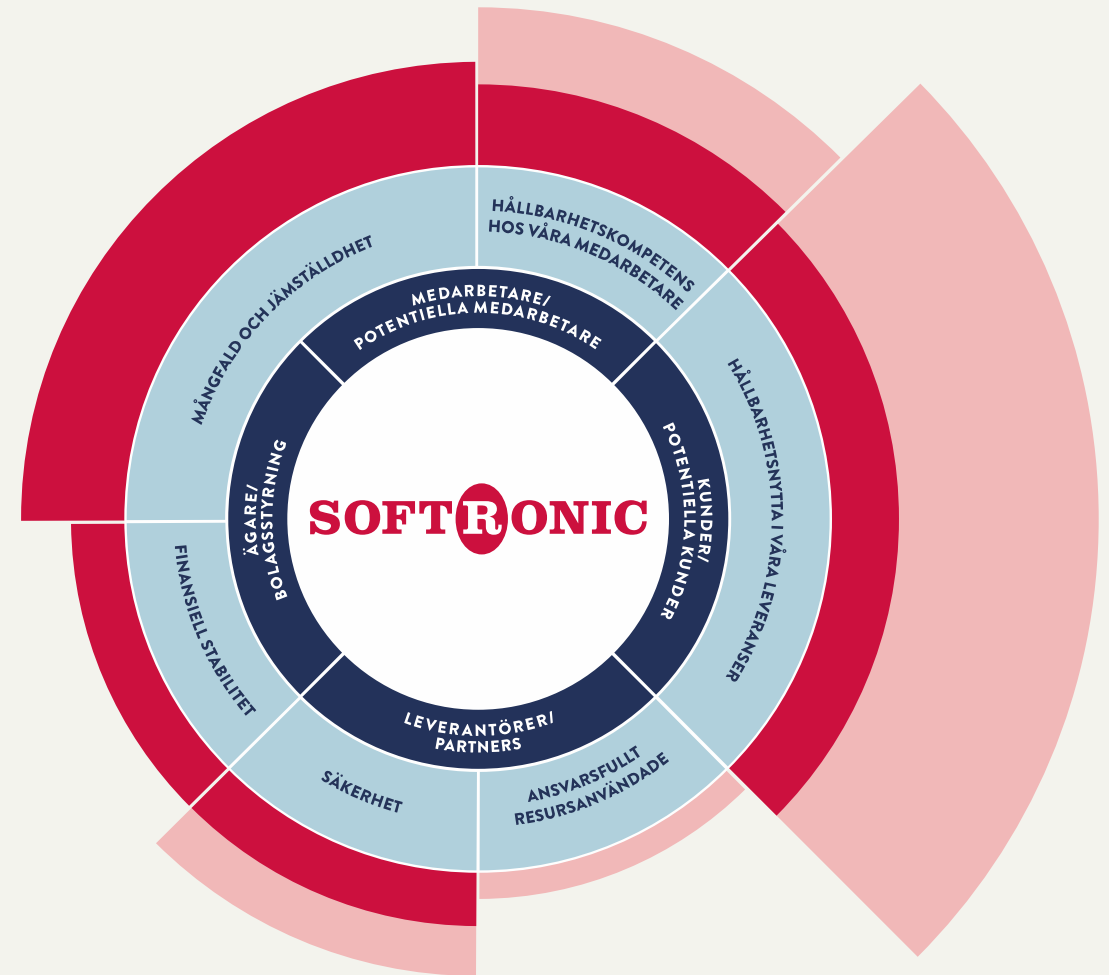 HÅLLBARHETSKOMPETENS
HOS VÅRA MEDARBETARE
MÅNGFALD OCH JÄMSTÄLLDHET
MEDARBETARE/
POTENTIELLA MEDARBETARE
HÅLLBARHETSNYTTA I VÅRA LEVERANSER
KUNDER/
POTENTIELLA KUNDER
ÄGARE/
BOLAGSSTYRNING
SOFTRONIC
FINANSIELL STABILITET
LEVERANTÖRER/
PARTNERS
SÄKERHET
ANSVARSFULLT
RESURSANVÄNDADE